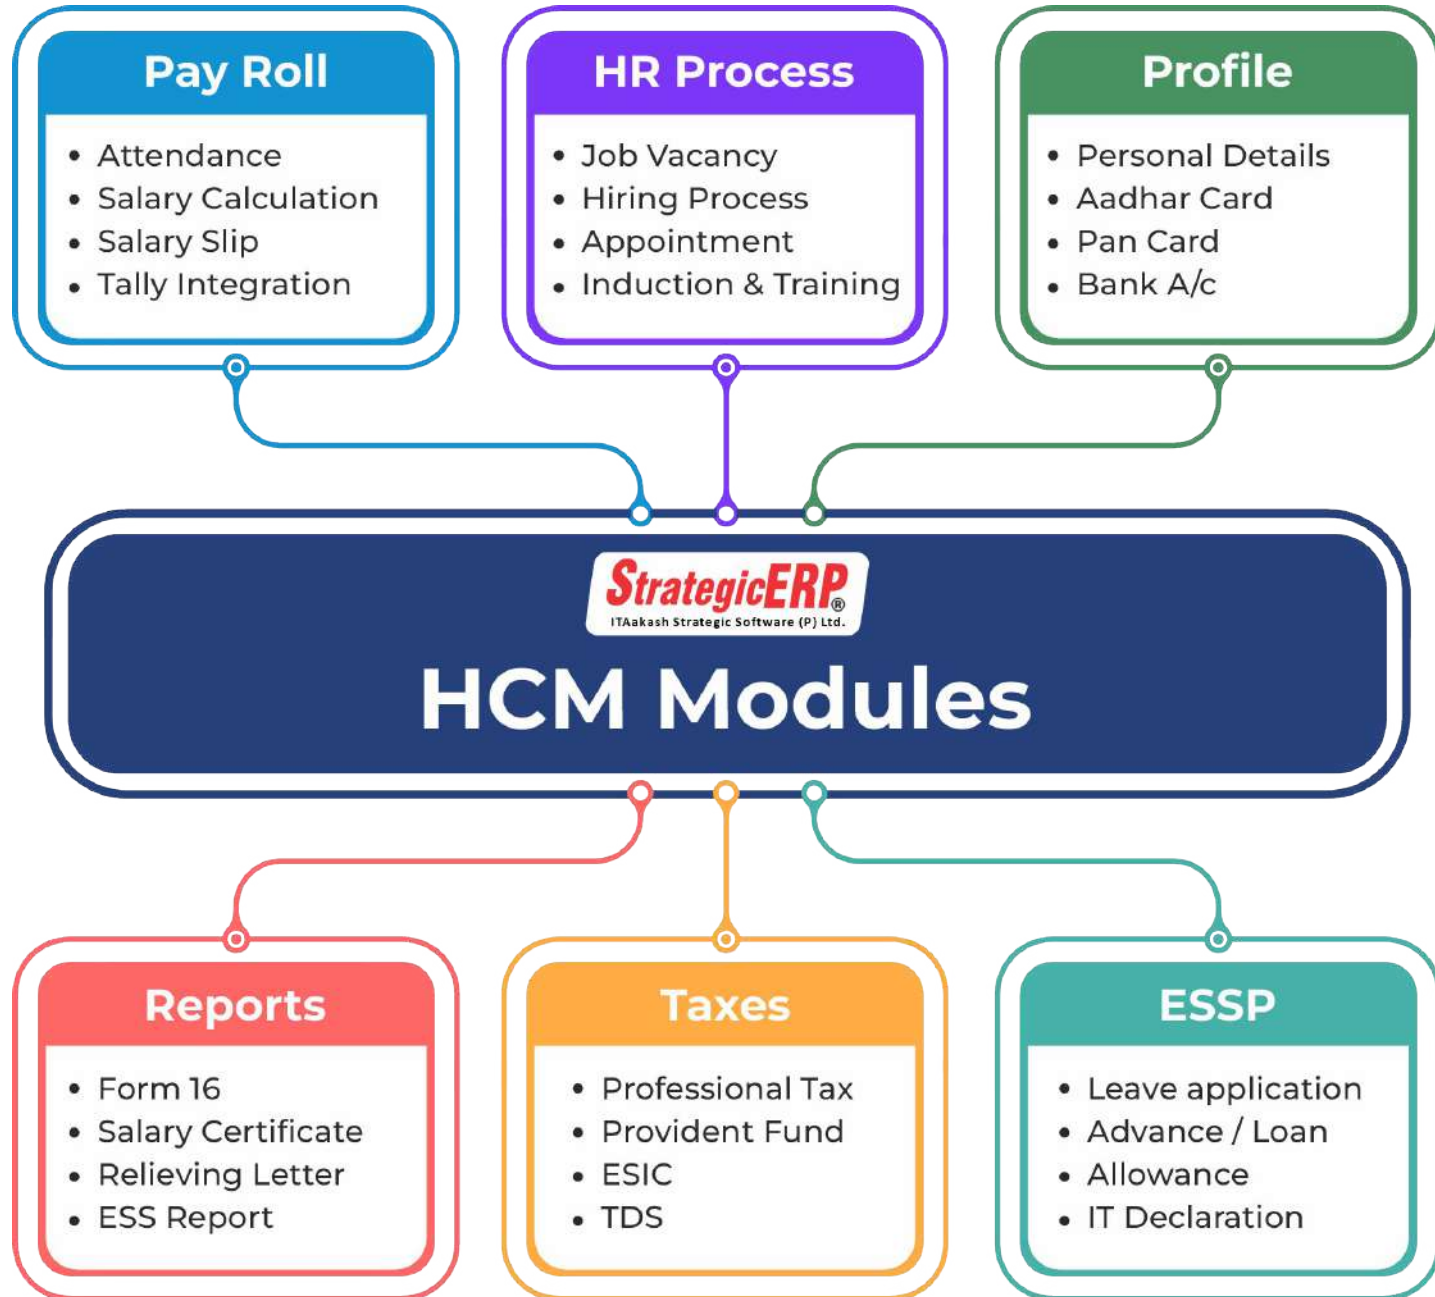 Pay Roll
• Attendance
• Salary Calculation
• Salary Slip
• Tally Integration
HR Process
• Job Vacancy
• Hiring Process
• Appointment
• Induction & Training
Profile
• Personal Details
• Aadhar Card
• Pan Card
• Bank A/c
StrategicERP®
ITAakash Strategic Software (P) Ltd.
HCM Modules
Reports
• Form 16
• Salary Certificate
• Relieving Letter
• ESS Report
Taxes
• Professional Tax
• Provident Fund
• ESIC
• TDS
ESSP
• Leave application
• Advance / Loan
• Allowance
• IT Declaration